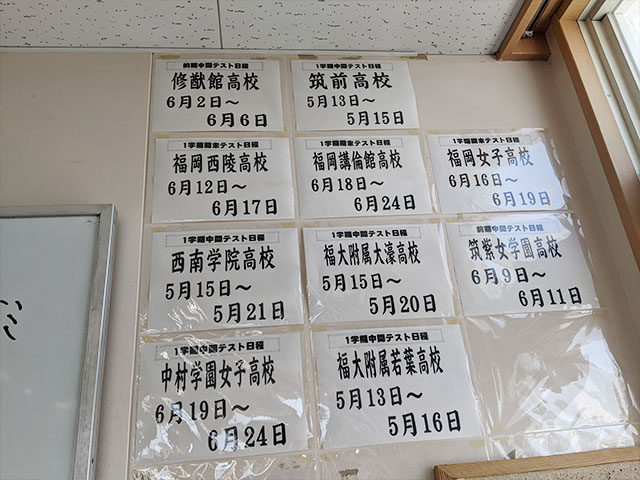 前期中間テスト日程
修猷館高校
6月2日〜
6月6日
1学期中間テスト日程
筑前高校
5月13日〜
5月15日
1学期期末テスト日程
福岡西陵高校
6月12日〜
6月17日
1学期期末テスト日程
福岡講倫館高校
6月18日〜
6月24日
1学期期末テスト日程
福岡女子高校
6月16日〜
6月19日
1学期中間テスト日程
西南学院高校
5月15日〜
5月21日
1学期中間テスト日程
福大附属大濠高校
5月15日〜
5月20日
前期中間テスト日程
筑紫女学園高校
6月9日〜
6月11日
1学期中間テスト日程
中村学園女子高校
6月19日〜
6月24日
1学期中間テスト日程
福大附属若葉高校
5月13日〜
5月16日